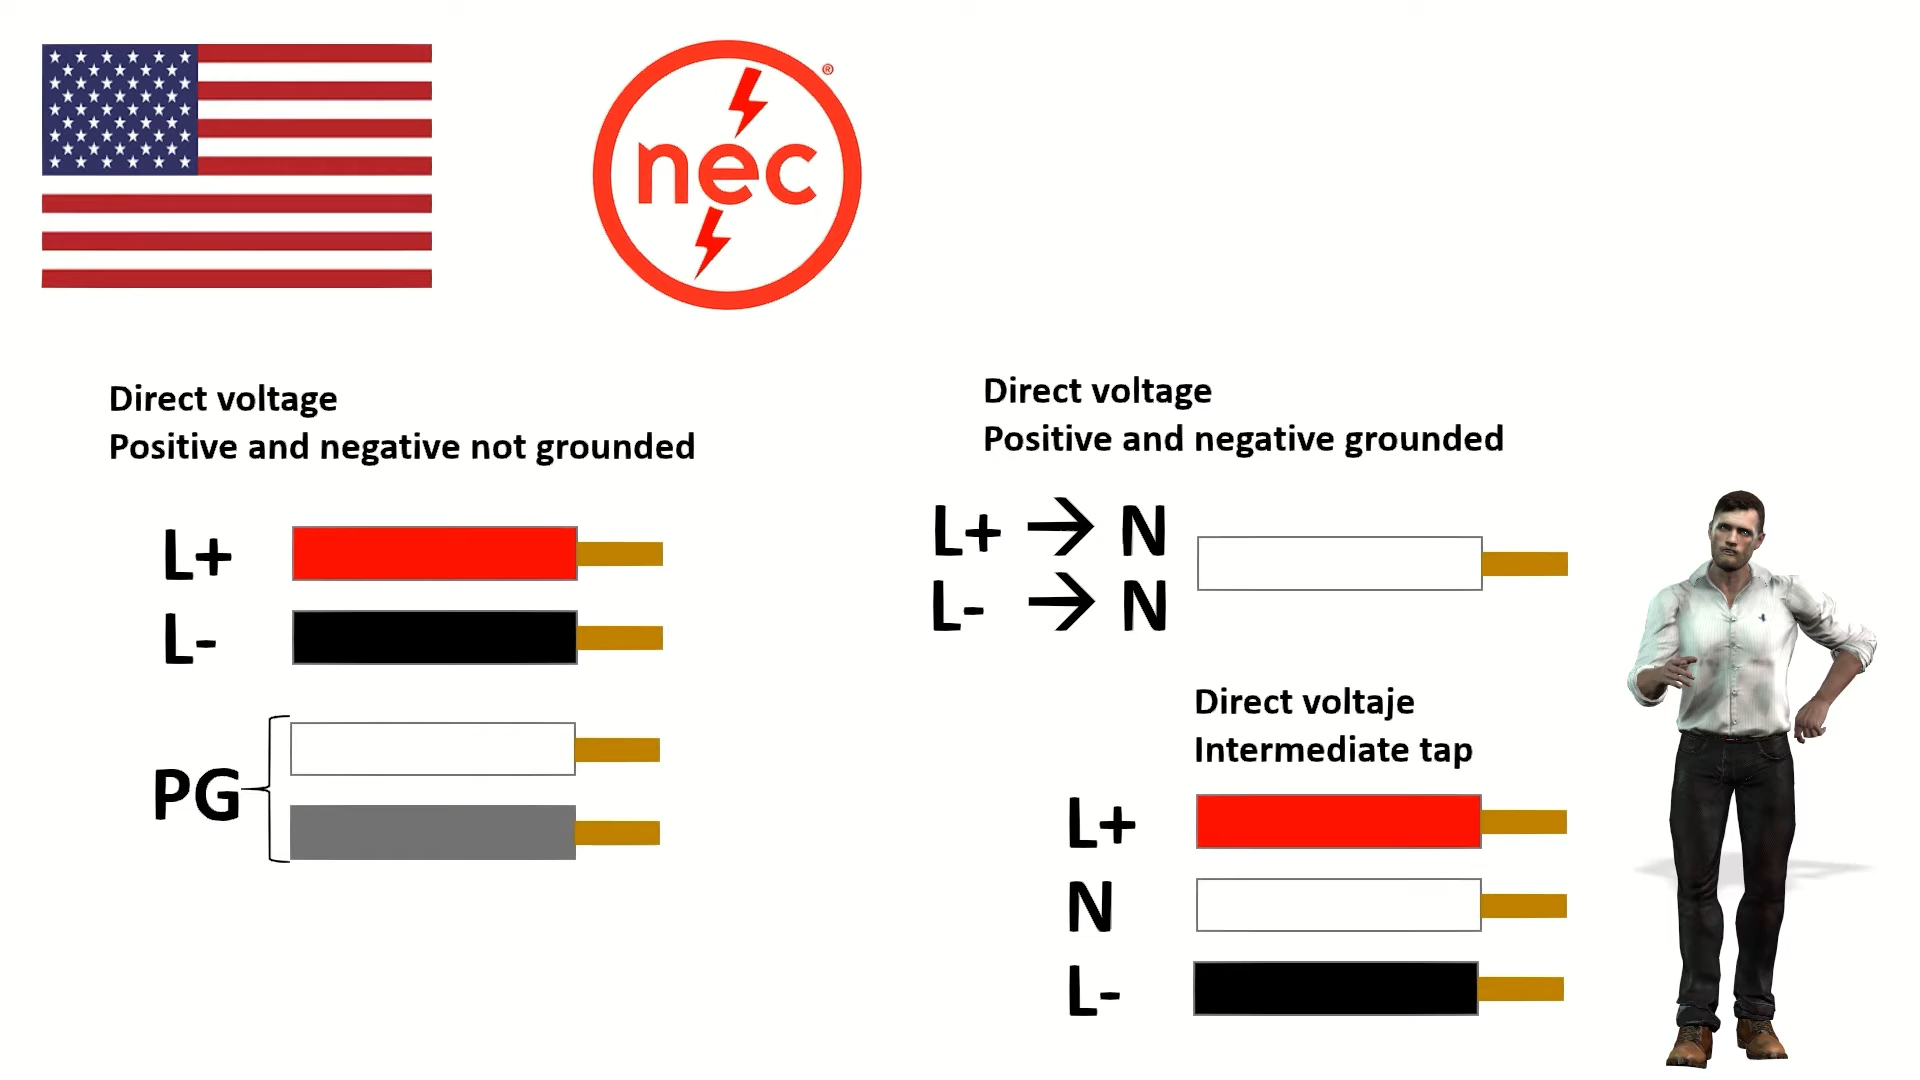 nec
®
Direct voltage
Positive and negative not grounded
L+
L-
PG
Direct voltage
Positive and negative grounded
L+ → N
L- → N
Direct voltaje
Intermediate tap
L+
N
L-